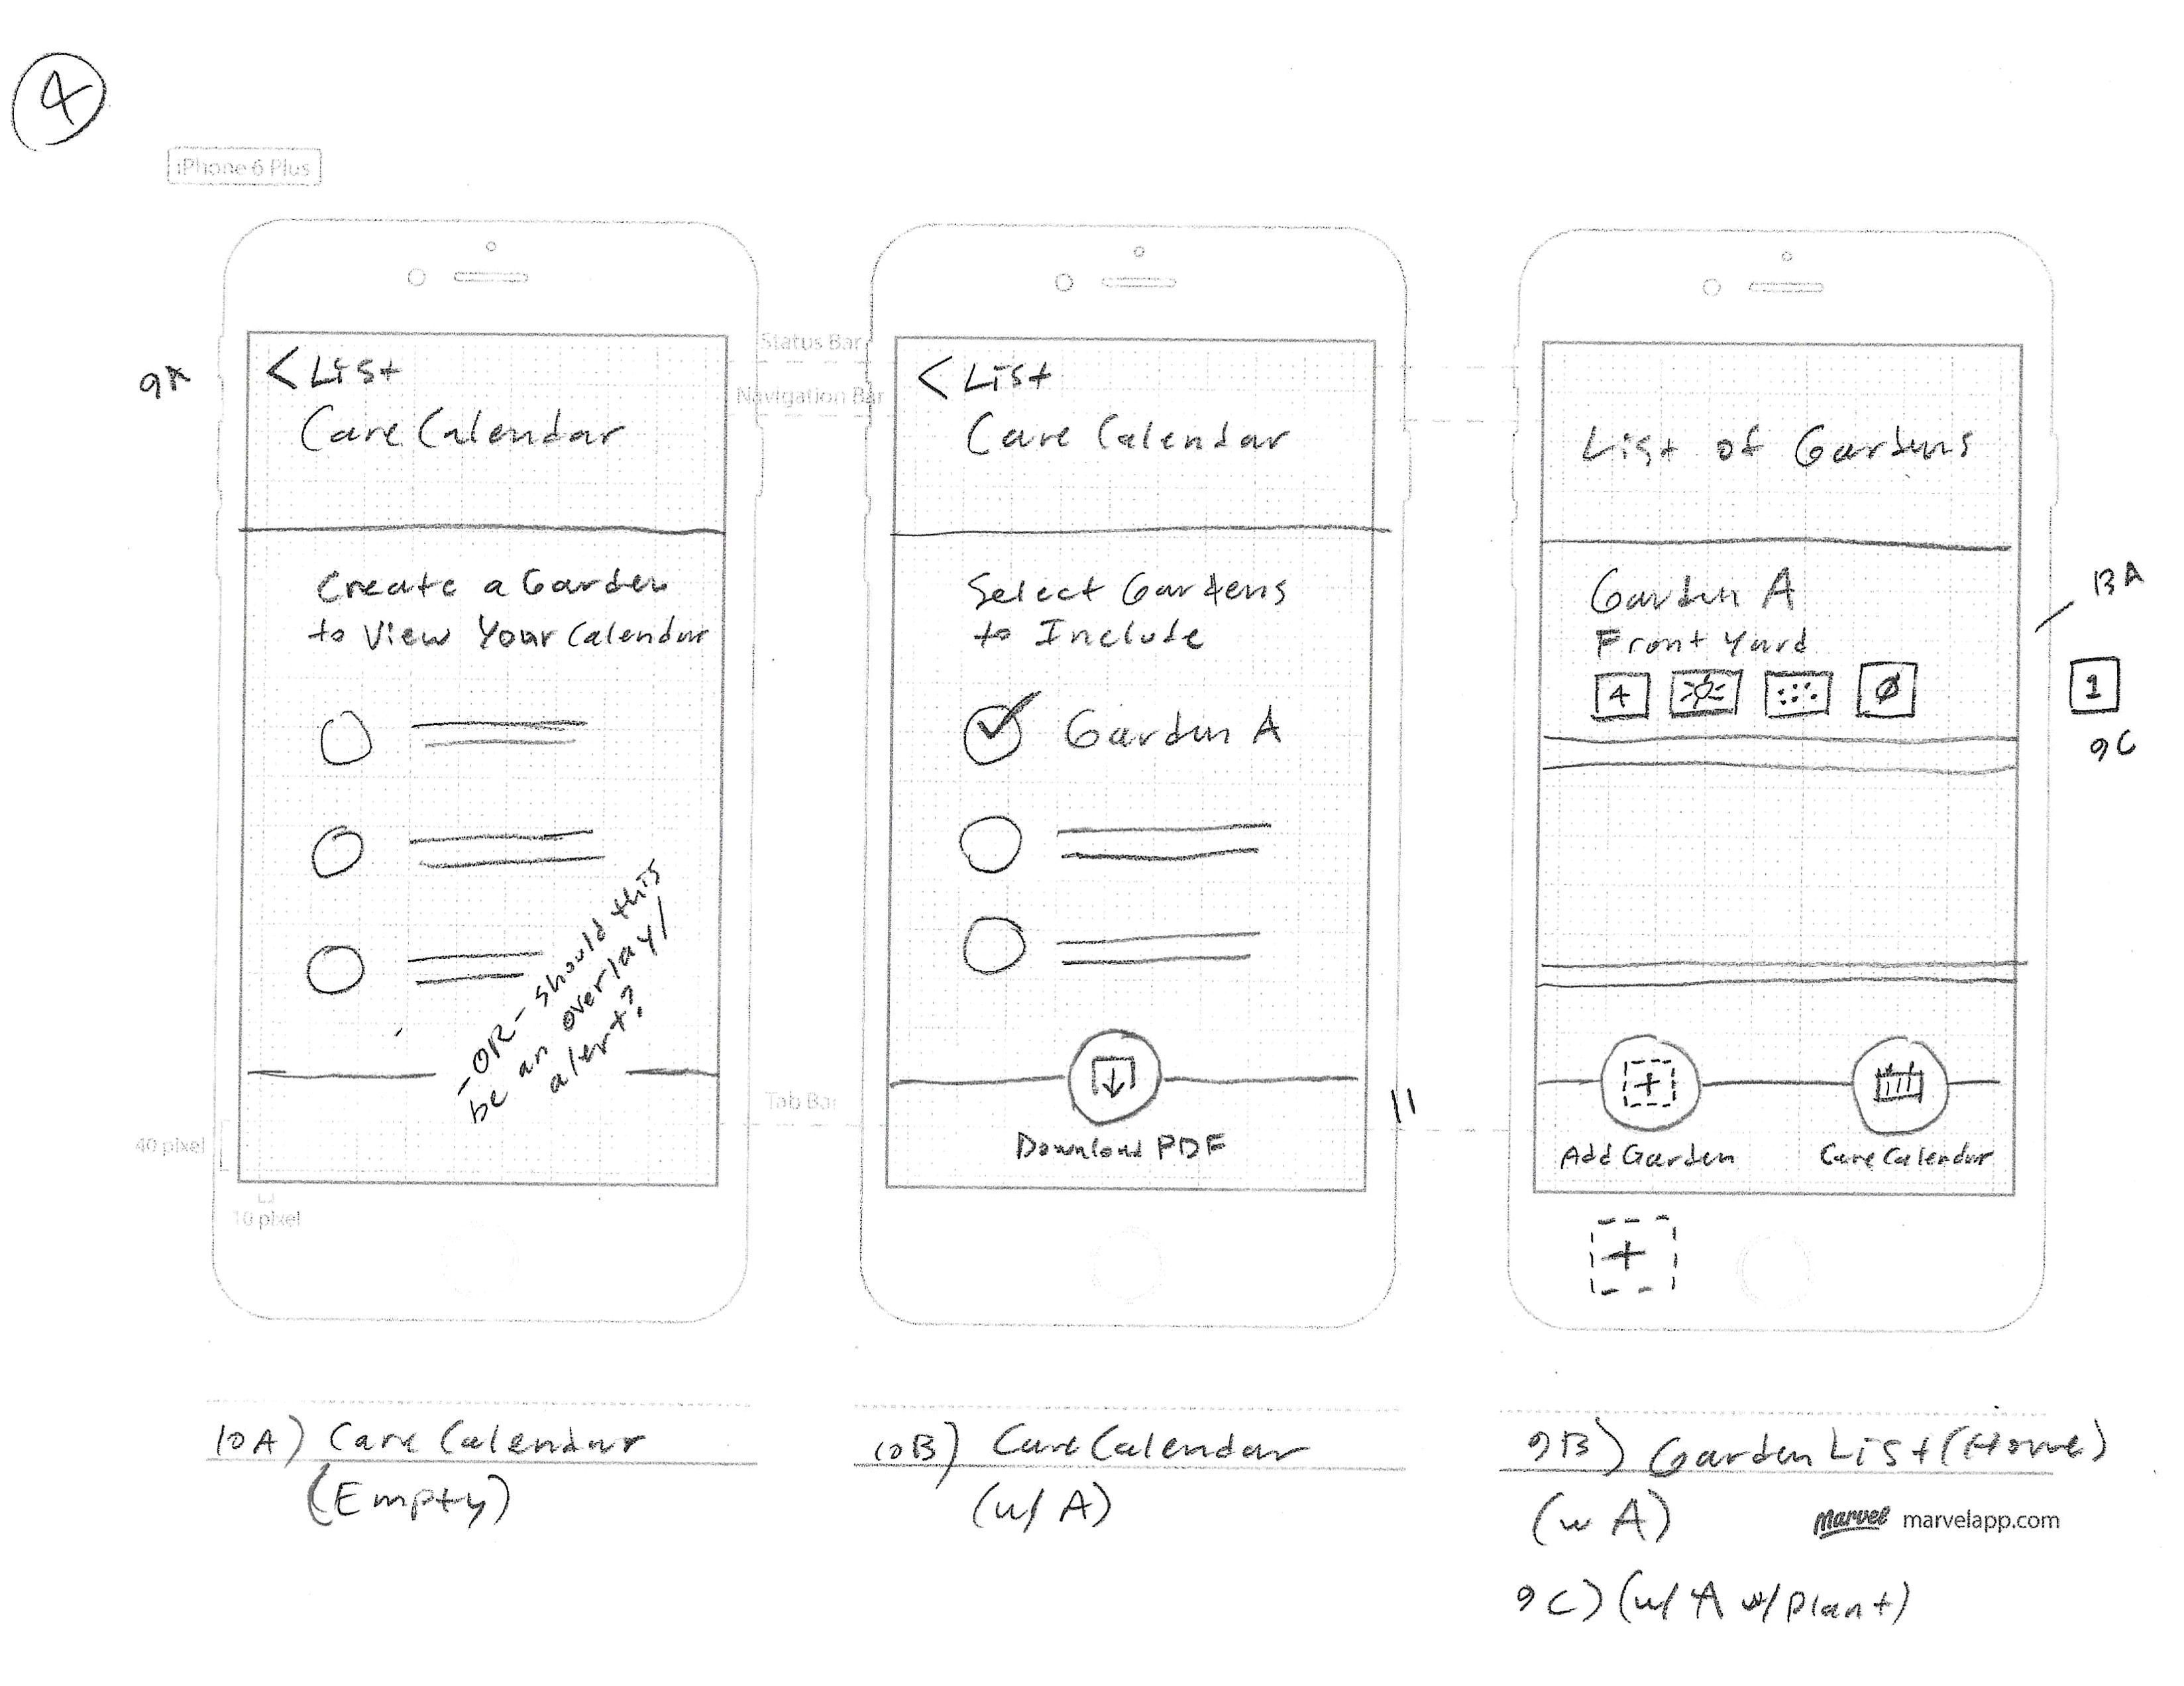 4
iPhone 6 Plus
9A
< List
Care Calendar
Create a Garden
to View Your Calendar
-OR- should this
be an overlay/
alert?
40 pixel
10 pixel
10A) Care Calendar
(Empty)
Status Bar
Navigation Bar
Tab Bar
< List
Care Calendar
Select Gardens
to Include
Garden A
Download PDF
11
10B) Care Calendar
(w/ A)
List of Gardens
Garden A
Front Yard
4 Ø
13A
1
9C
+ 
Add Garden Care Calendar
+
9B) Garden List (Home)
(w A)
Marvel marvelapp.com
9C) (w/ A w/ Plant)